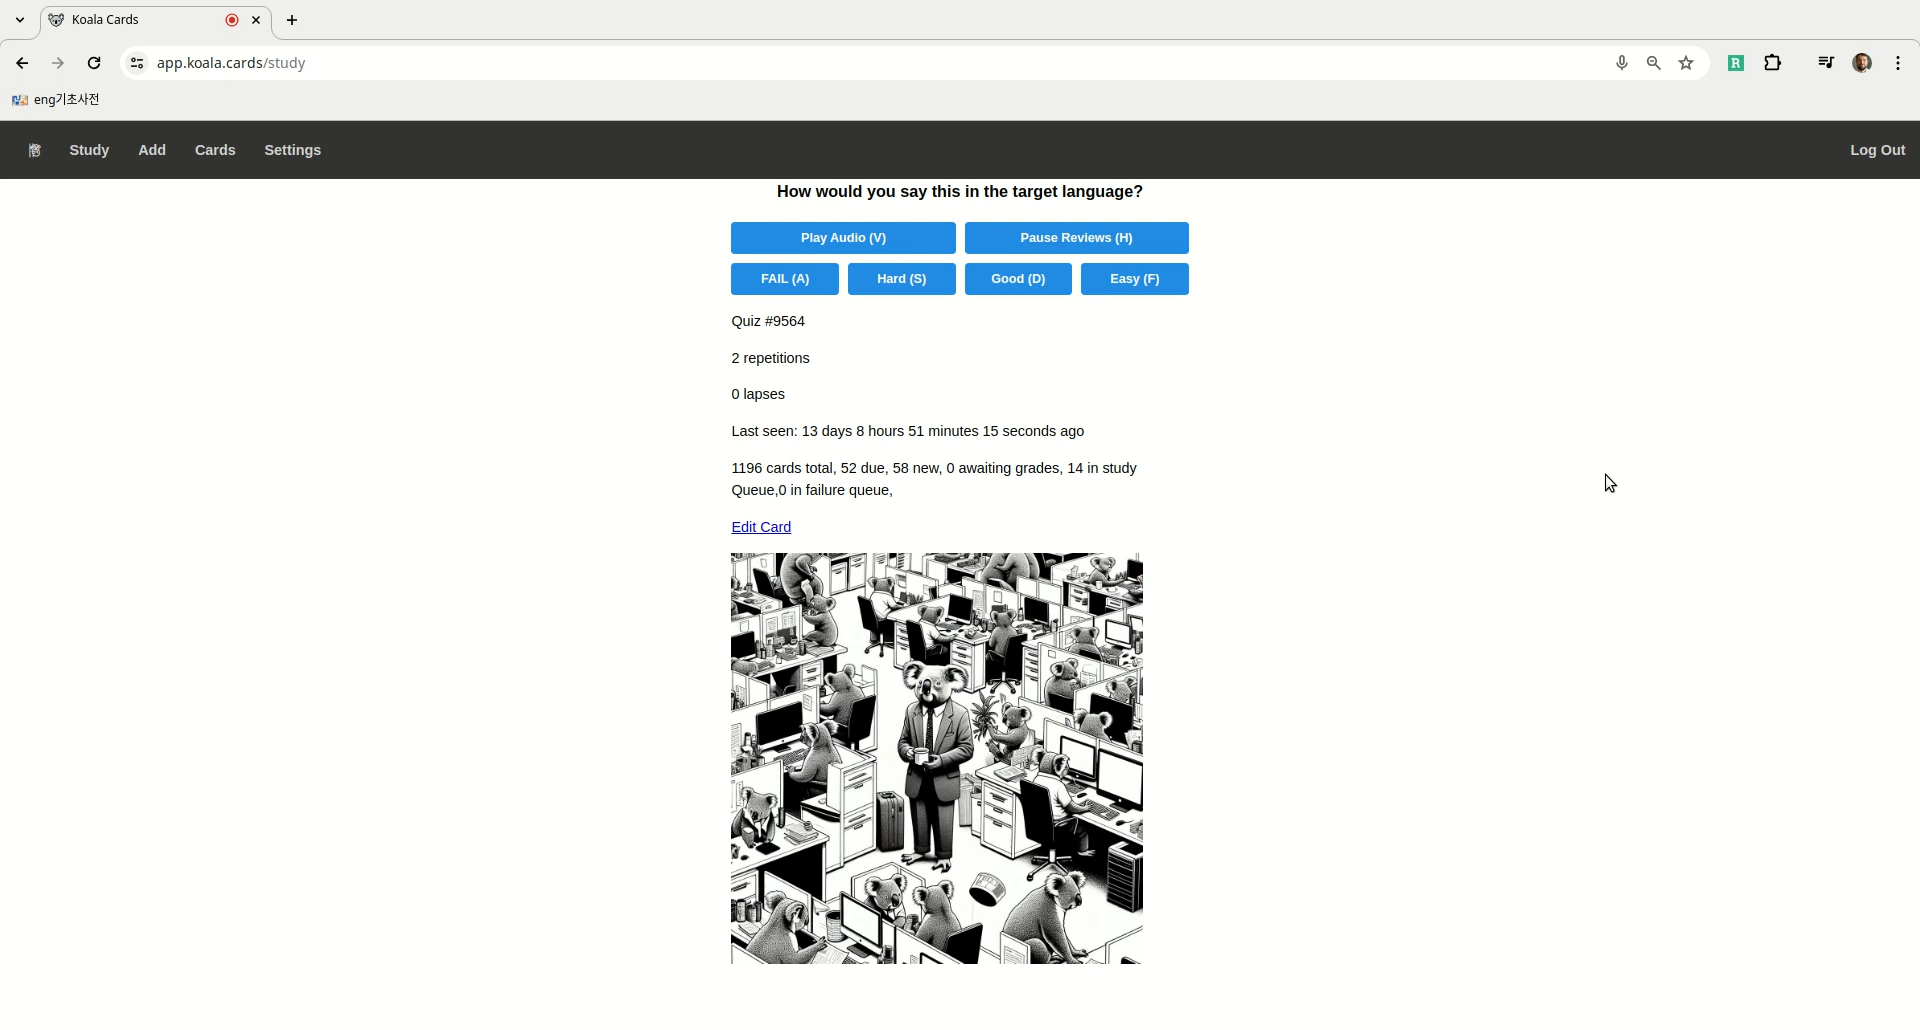 Koala Cards
app.koala.cards/study
eng기초사전
Study Add Cards Settings Log Out
How would you say this in the target language?
Play Audio (V) Pause Reviews (H)
FAIL (A) Hard (S) Good (D) Easy (F)
Quiz #9564
2 repetitions
0 lapses
Last seen: 13 days 8 hours 51 minutes 15 seconds ago
1196 cards total, 52 due, 58 new, 0 awaiting grades, 14 in study
Queue,0 in failure queue,
Edit Card